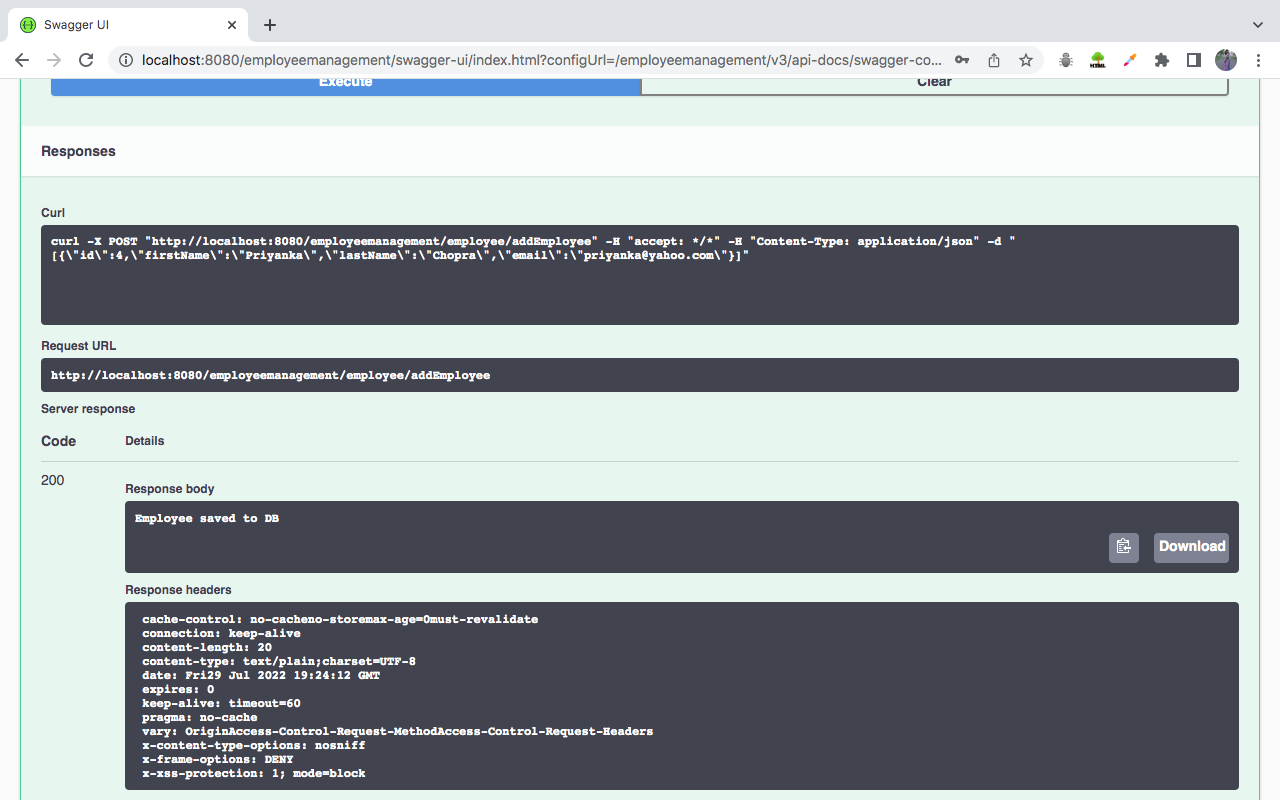 Swagger UI
localhost:8080/employeemanagement/swagger-ui/index.html?configUrl=/employeemanagement/v3/api-docs/swagger-co...
HTML
Execute
Clear
Responses
Curl
curl -X POST "http://localhost:8080/employeemanagement/employee/addEmployee" -H "accept: */*" -H "Content-Type: application/json" -d "
[{\"id\":4,\"firstName\":\"Priyanka\",\"lastName\":\"Chopra\",\"email\":\"priyanka@yahoo.com\"}]"
Request URL
http://localhost:8080/employeemanagement/employee/addEmployee
Server response
Code Details
200
Response body
Employee saved to DB
Download
Response headers
cache-control: no-cacheno-storemax-age=0must-revalidate
connection: keep-alive
content-length: 20
content-type: text/plain;charset=UTF-8
date: Fri29 Jul 2022 19:24:12 GMT
expires: 0
keep-alive: timeout=60
pragma: no-cache
vary: OriginAccess-Control-Request-MethodAccess-Control-Request-Headers
x-content-type-options: nosniff
x-frame-options: DENY
x-xss-protection: 1; mode=block